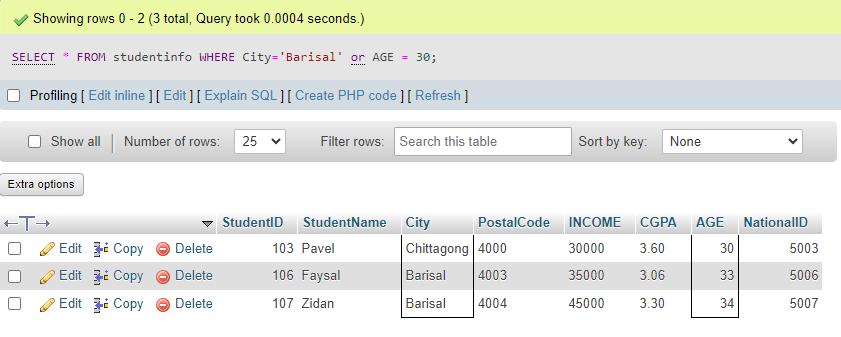 Showing rows 0 - 2 (3 total, Query took 0.0004 seconds.)
SELECT * FROM studentinfo WHERE City='Barisal' or AGE = 30;
Profiling [ Edit inline ] [ Edit ] [ Explain SQL ] [ Create PHP code ] [ Refresh ]
Show all Number of rows: 25 Filter rows: Search this table Sort by key: None
Extra options
←T→ StudentID StudentName City PostalCode INCOME CGPA AGE NationalID
Edit Copy Delete 103 Pavel Chittagong 4000 30000 3.60 30 5003
Edit Copy Delete 106 Faysal Barisal 4003 35000 3.06 33 5006
Edit Copy Delete 107 Zidan Barisal 4004 45000 3.30 34 5007